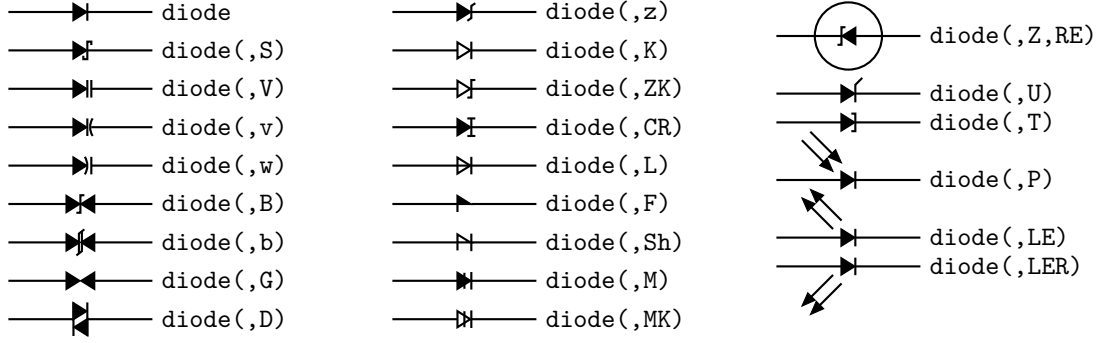 diode
diode(,S)
diode(,V)
diode(,v)
diode(,w)
diode(,B)
diode(,b)
diode(,G)
diode(,D)
diode(,z)
diode(,K)
diode(,ZK)
diode(,CR)
diode(,L)
diode(,F)
diode(,Sh)
diode(,M)
diode(,MK)
diode(,Z,RE)
diode(,U)
diode(,T)
diode(,P)
diode(,LE)
diode(,LER)